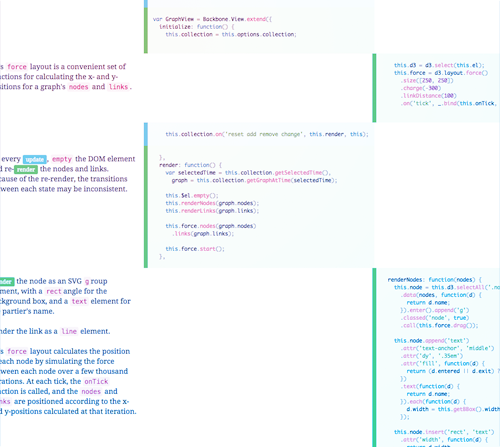 var GraphView = Backbone.View.extend({
initialize: function() {
this.collection = this.options.collection;
s force layout is a convenient set of
ctions for calculating the x- and y-
sitions for a graph's nodes and links.
this.d3 = d3.select(this.el);
this.force = d3.layout.force()
.size([250, 250])
.charge(-300)
.linkDistance(100)
.on('tick', _.bind(this.onTick,
this.collection.on('reset add remove change', this.render, this);
every update, empty the DOM element
d re-render the nodes and links.
cause of the re-render, the transitions
ween each state may be inconsistent.
},
render: function() {
var selectedTime = this.collection.getSelectedTime(),
graph = this.collection.getGraphAtTime(selectedTime);
this.$el.empty();
this.renderNodes(graph.nodes);
this.renderLinks(graph.links);
this.force.nodes(graph.nodes)
.links(graph.links);
this.force.start();
},
nder the node as an SVG group
ment, with a rect angle for the
kground box, and a text element for
partier's name.
nder the link as a line element.
s force layout calculates the position
each node by simulating the force
ween each node over a few thousand
rations. At each tick, the onTick
ction is called, and the nodes and
nks are positioned according to the x-
d y-positions calculated at that iteration.
renderNodes: function(nodes) {
this.node = this.d3.selectAll('.no
.data(nodes, function(d) {
return d.name;
}).enter().append('g')
.classed('node', true)
.call(this.force.drag());
this.node.append('text')
.attr('text-anchor', 'middle')
.attr('dy', '.35em')
.attr('fill', function(d) {
return (d.entered || d.exit) ?
})
.text(function(d) {
return d.name;
}).each(function(d) {
d.width = this.getBBox().width
});
this.node.insert('rect', 'text')
.attr('width', function(d) {